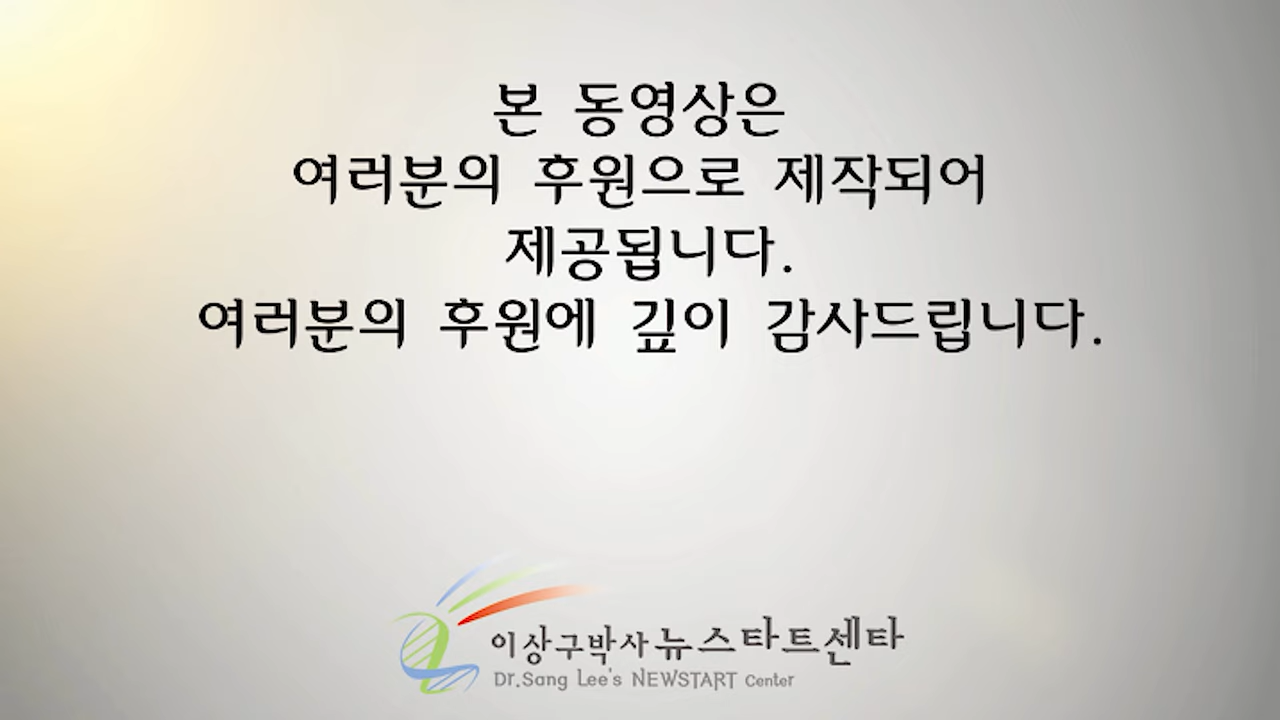 본 동영상은
여러분의 후원으로 제작되어
제공됩니다.
여러분의 후원에 깊이 감사드립니다.
이상구박사 뉴스타트센타
Dr.Sang Lee's NEWSTART Center